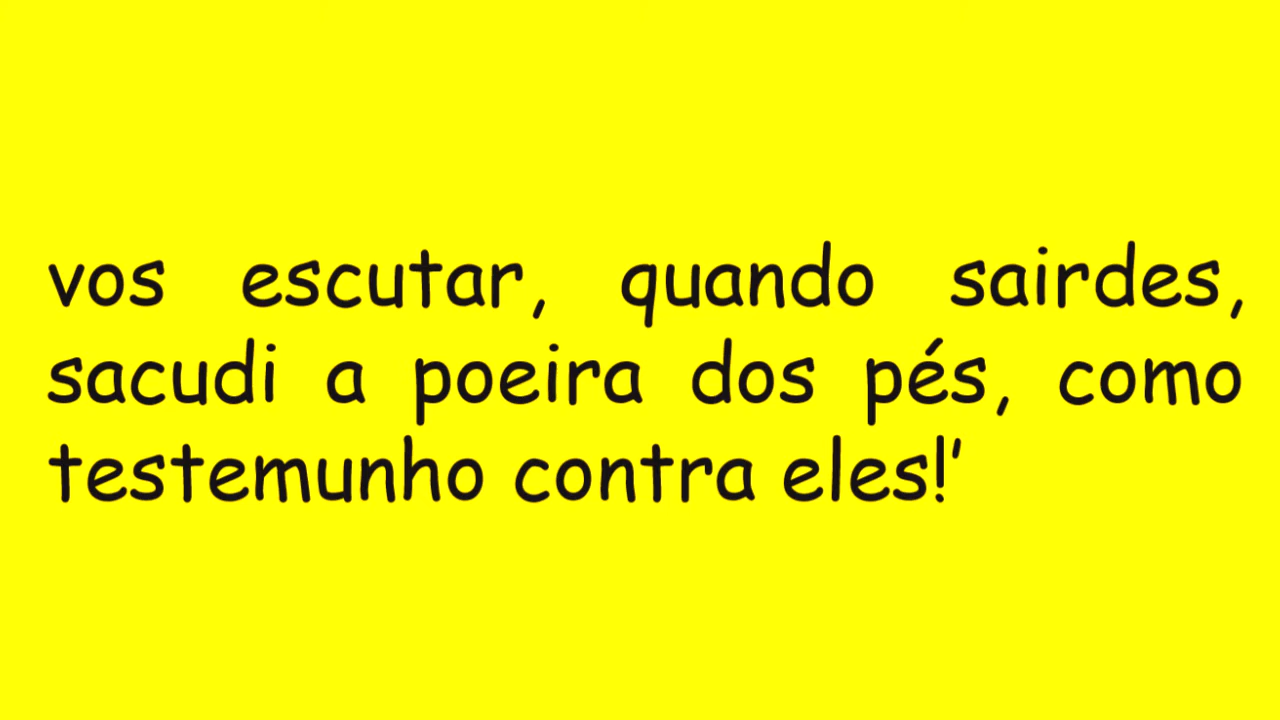 vos escutar, quando sairdes,
sacudi a poeira dos pés, como
testemunho contra eles!’